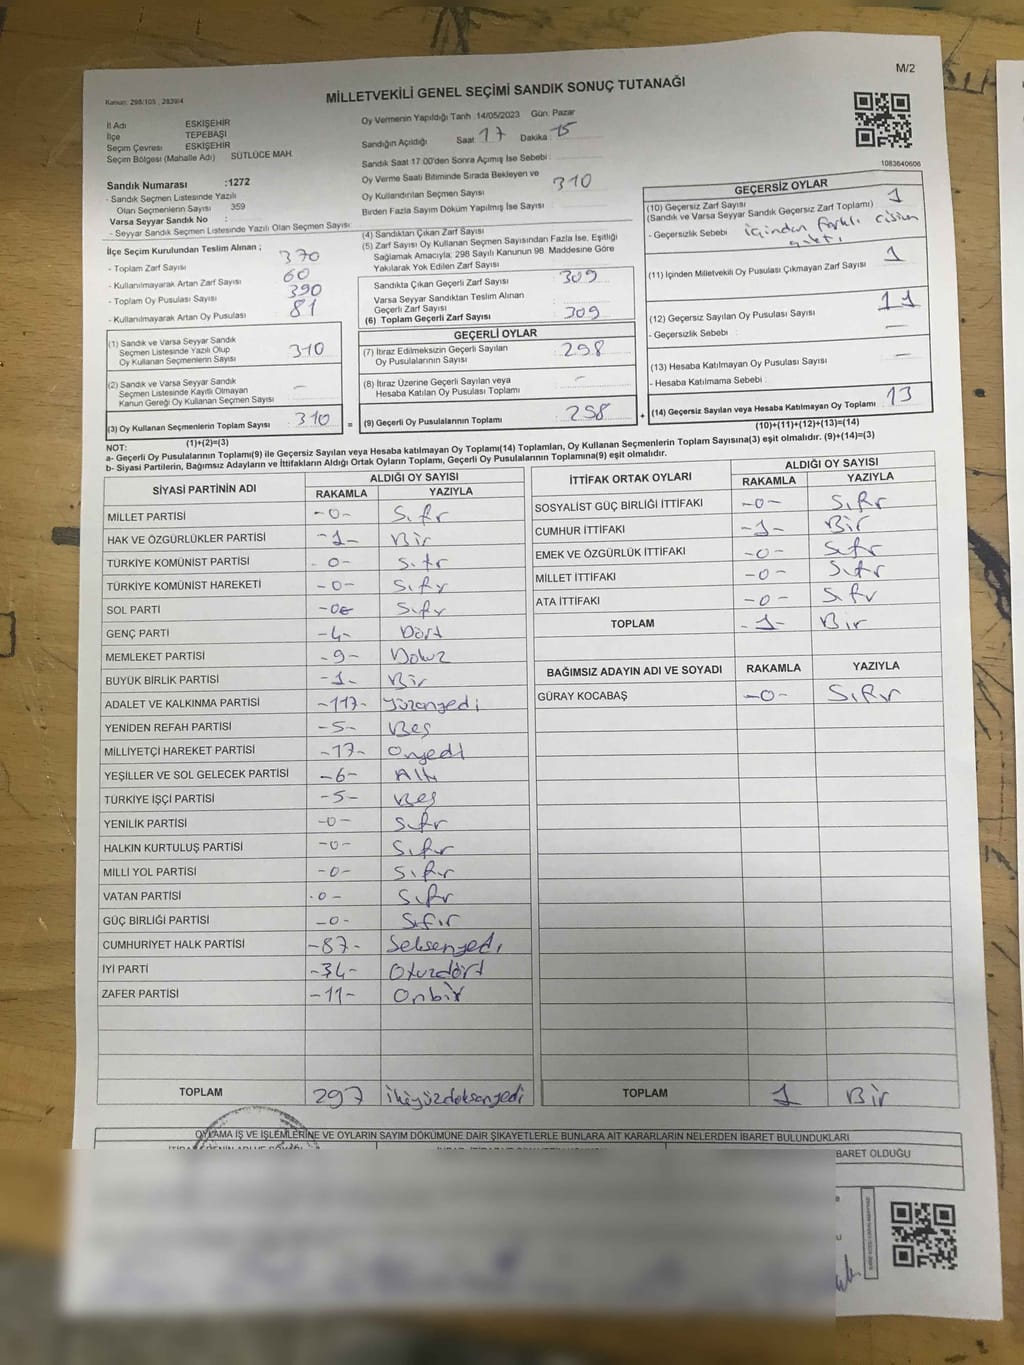 M/2
Kanun: 298/105 , 2839/4
MİLLETVEKİLİ GENEL SEÇİMİ SANDIK SONUÇ TUTANAĞI
İl Adı ESKİŞEHİR
İlçe TEPEBAŞI
Seçim Çevresi ESKİŞEHİR
Seçim Bölgesi (Mahalle Adı) SÜTLÜCE MAH.
Sandık Numarası :1272
- Sandık Seçmen Listesinde Yazılı
Olan Seçmenlerin Sayısı : 359
Varsa Seyyar Sandık No :
- Seyyar Sandık Seçmen Listesinde Yazılı Olan Seçmen Sayısı:
Oy Vermenin Yapıldığı Tarih :14/05/2023 Gün: Pazar
Sandığın Açıldığı Saat 17 Dakika 15
Sandık Saat 17.00'den Sonra Açılmış İse Sebebi :
Oy Verme Saati Bitiminde Sırada Bekleyen ve
Oy Kullandırılan Seçmen Sayısı 310
Birden Fazla Sayım Döküm Yapılmış İse Sayısı :
1083640606
İlçe Seçim Kurulundan Teslim Alınan ;
- Toplam Zarf Sayısı 370
- Kullanılmayarak Artan Zarf Sayısı 60
- Toplam Oy Pusulası Sayısı 390
- Kullanılmayarak Artan Oy Pusulası 81
(1) Sandık ve Varsa Seyyar Sandık
Seçmen Listesinde Yazılı Olup
Oy Kullanan Seçmenlerin Sayısı 310
(2) Sandık ve Varsa Seyyar Sandık
Seçmen Listesinde Kayıtlı Olmayan
Kanun Gereği Oy Kullanan Seçmen Sayısı –
(3) Oy Kullanan Seçmenlerin Toplam Sayısı 310
(1)+(2)=(3)
(4) Sandıktan Çıkan Zarf Sayısı
(5) Zarf Sayısı Oy Kullanan Seçmen Sayısından Fazla İse, Eşitliği
Sağlamak Amacıyla, 298 Sayılı Kanunun 98. Maddesine Göre
Yakılarak Yok Edilen Zarf Sayısı
Sandıkta Çıkan Geçerli Zarf Sayısı 309
Varsa Seyyar Sandıktan Teslim Alınan
Geçerli Zarf Sayısı
(6) Toplam Geçerli Zarf Sayısı 309
GEÇERLİ OYLAR
(7) İtiraz Edilmeksizin Geçerli Sayılan
Oy Pusulalarının Sayısı 298
(8) İtiraz Üzerine Geçerli Sayılan veya
Hesaba Katılan Oy Pusulası Toplamı –
= (9) Geçerli Oy Pusulalarının Toplamı 298
GEÇERSİZ OYLAR
(10) Geçersiz Zarf Sayısı 1
(Sandık ve Varsa Seyyar Sandık Geçersiz Zarf Toplamı)
- Geçersizlik Sebebi içinden farklı cisim
çıktı
(11) İçinden Milletvekili Oy Pusulası Çıkmayan Zarf Sayısı 1
(12) Geçersiz Sayılan Oy Pusulası Sayısı 11
- Geçersizlik Sebebi : –
(13) Hesaba Katılmayan Oy Pusulası Sayısı –
- Hesaba Katılmama Sebebi :
+ (14) Geçersiz Sayılan veya Hesaba Katılmayan Oy Toplamı 13
(10)+(11)+(12)+(13)=(14)
NOT:
a- Geçerli Oy Pusulalarının Toplamı(9) ile Geçersiz Sayılan veya Hesaba Katılmayan Oy Toplamı(14) Toplamları, Oy Kullanan Seçmenlerin Toplam Sayısına(3) eşit olmalıdır. (9)+(14)=(3)
b- Siyasi Partilerin, Bağımsız Adayların ve İttifakların Aldığı Ortak Oyların Toplamı, Geçerli Oy Pusulalarının Toplamına(9) eşit olmalıdır.
SİYASİ PARTİNİN ADI ALDIĞI OY SAYISI
RAKAMLA YAZIYLA
MİLLET PARTİSİ -0- Sıfır
HAK VE ÖZGÜRLÜKLER PARTİSİ -1- Bir
TÜRKİYE KOMÜNİST PARTİSİ -0- Sıfır
TÜRKİYE KOMÜNİST HAREKETİ -0- Sıfır
SOL PARTİ -0- Sıfır
GENÇ PARTİ -4- Dört
MEMLEKET PARTİSİ -9- Dokuz
BÜYÜK BİRLİK PARTİSİ -1- Bir
ADALET VE KALKINMA PARTİSİ -117- Yüzonyedi
YENİDEN REFAH PARTİSİ -5- Beş
MİLLİYETÇİ HAREKET PARTİSİ -17- Onyedi
YEŞİLLER VE SOL GELECEK PARTİSİ -6- Altı
TÜRKİYE İŞÇİ PARTİSİ -5- Beş
YENİLİK PARTİSİ -0- Sıfır
HALKIN KURTULUŞ PARTİSİ -0- Sıfır
MİLLİ YOL PARTİSİ -0- Sıfır
VATAN PARTİSİ -0- Sıfır
GÜÇ BİRLİĞİ PARTİSİ -0- Sıfır
CUMHURİYET HALK PARTİSİ -87- Seksenyedi
İYİ PARTİ -34- Otuzdört
ZAFER PARTİSİ -11- Onbir
TOPLAM 297 ikiyüzdoksanyedi
İTTİFAK ORTAK OYLARI ALDIĞI OY SAYISI
RAKAMLA YAZIYLA
SOSYALİST GÜÇ BİRLİĞİ İTTİFAKI -0- Sıfır
CUMHUR İTTİFAKI -1- Bir
EMEK VE ÖZGÜRLÜK İTTİFAKI -0- Sıfır
MİLLET İTTİFAKI -0- Sıfır
ATA İTTİFAKI -0- Sıfır
TOPLAM -1- Bir
BAĞIMSIZ ADAYIN ADI VE SOYADI RAKAMLA YAZIYLA
GÜRAY KOCABAŞ -0- Sıfır
TOPLAM 1 Bir
OYLAMA İŞ VE İŞLEMLERİNE VE OYLARIN SAYIM DÖKÜMÜNE DAİR ŞİKAYETLERLE BUNLARA AİT KARARLARIN NELERDEN İBARET BULUNDUKLARI
BARET OLDUĞU